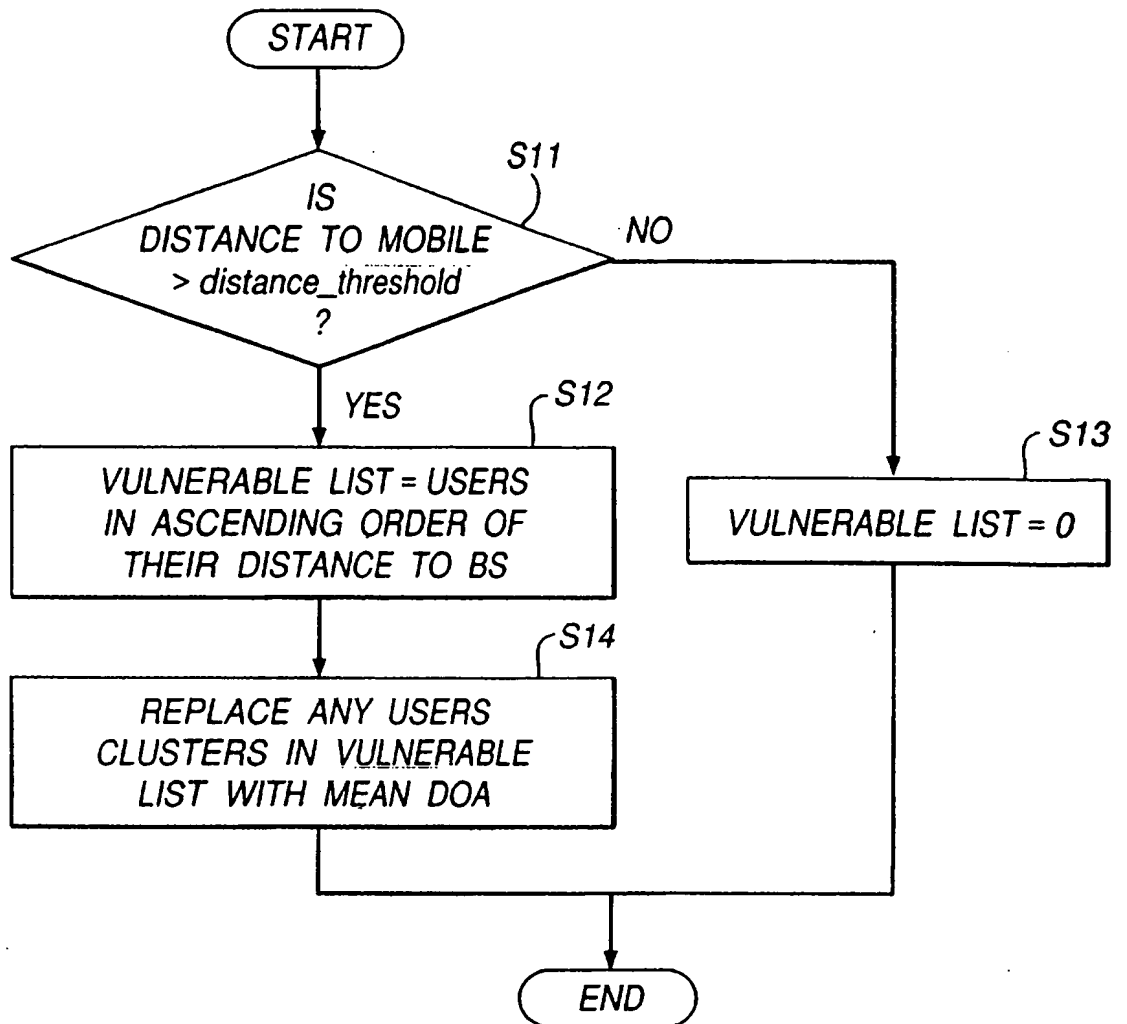 START
S11
IS
DISTANCE TO MOBILE
> distance_threshold
?
NO
YES
S12
VULNERABLE LIST = USERS
IN ASCENDING ORDER OF
THEIR DISTANCE TO BS
S13
VULNERABLE LIST = 0
S14
REPLACE ANY USERS
CLUSTERS IN VULNERABLE
LIST WITH MEAN DOA
END